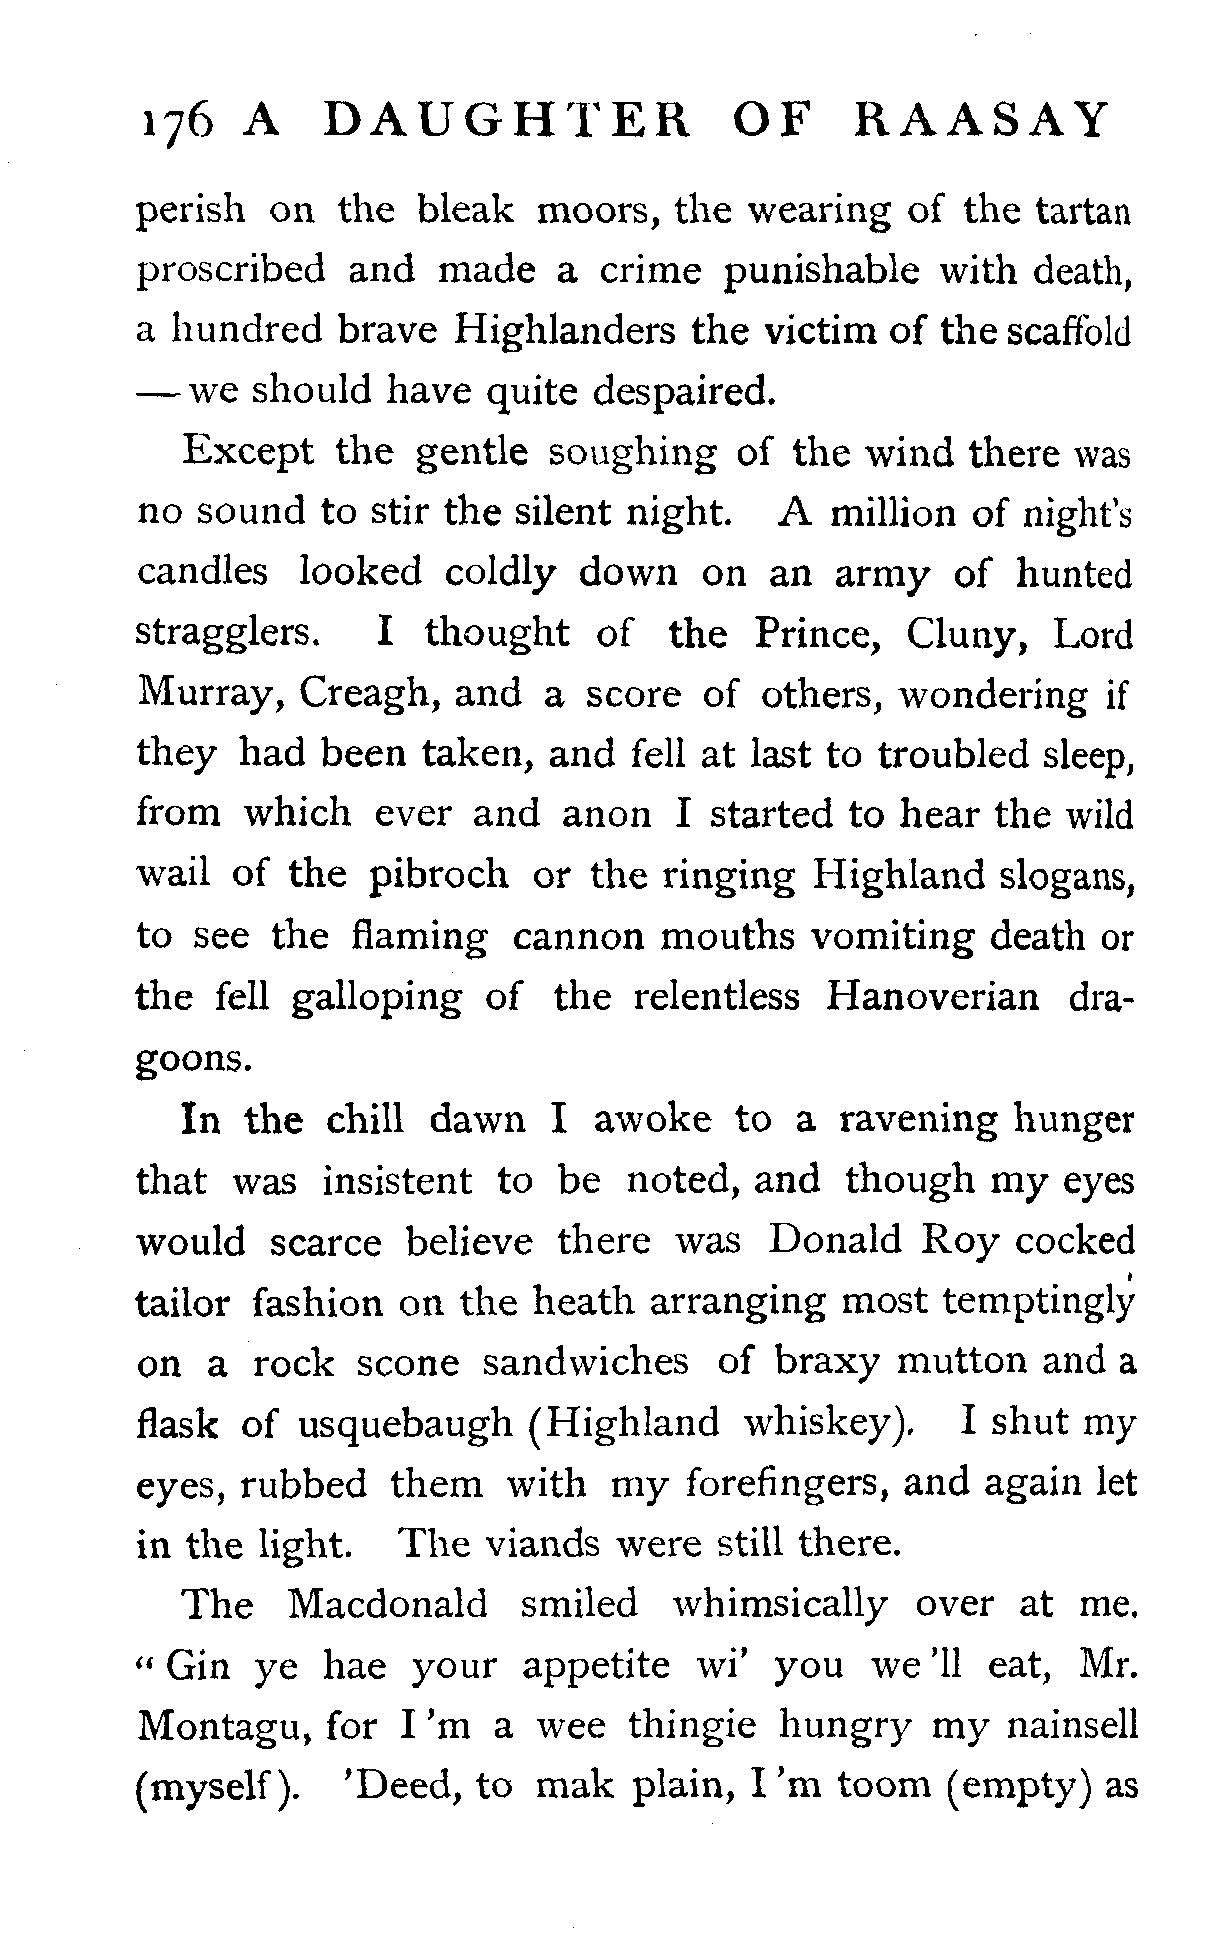 176 A DAUGHTER OF RAASAY
perish on the bleak moors, the wearing of the tartan
proscribed and made a crime punishable with death,
a hundred brave Highlanders the victim of the scaffold
— we should have quite despaired.
Except the gentle soughing of the wind there was
no sound to stir the silent night. A million of night's
candles looked coldly down on an army of hunted
stragglers. I thought of the Prince, Cluny, Lord
Murray, Creagh, and a score of others, wondering if
they had been taken, and fell at last to troubled sleep,
from which ever and anon I started to hear the wild
wail of the pibroch or the ringing Highland slogans,
to see the flaming cannon mouths vomiting death or
the fell galloping of the relentless Hanoverian dra-
goons.
In the chill dawn I awoke to a ravening hunger
that was insistent to be noted, and though my eyes
would scarce believe there was Donald Roy cocked
tailor fashion on the heath arranging most temptingly
on a rock scone sandwiches of braxy mutton and a
flask of usquebaugh (Highland whiskey). I shut my
eyes, rubbed them with my forefingers, and again let
in the light. The viands were still there.
The Macdonald smiled whimsically over at me.
“ Gin ye hae your appetite wi’ you we ’ll eat, Mr.
Montagu, for I ’m a wee thingie hungry my nainsell
(myself). ’Deed, to mak plain, I ’m toom (empty) as